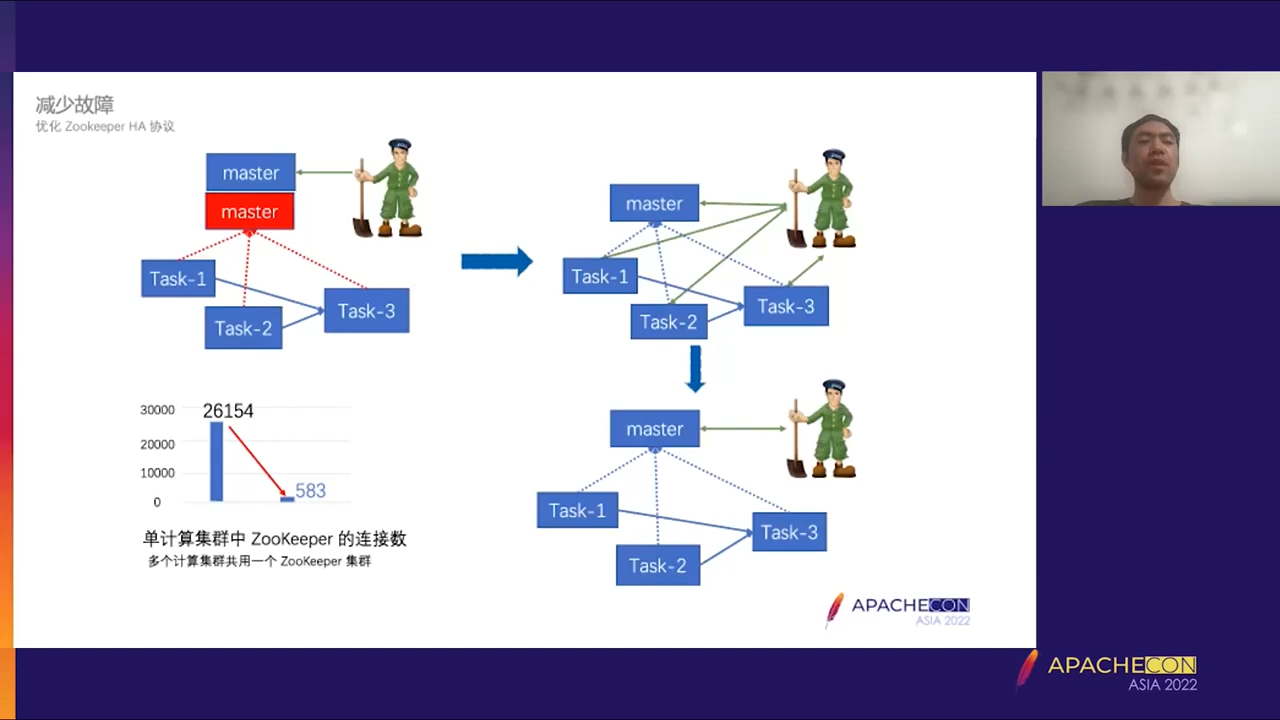 减少故障
优化 Zookeeper HA 协议
master
master
Task-1
Task-2
Task-3
master
Task-1
Task-2
Task-3
master
Task-1
Task-2
Task-3
30000
20000
10000
0
26154
583
单计算集群中 ZooKeeper 的连接数
多个计算集群共用一个 ZooKeeper 集群
APACHECON
ASIA 2022
APACHECON
ASIA 2022